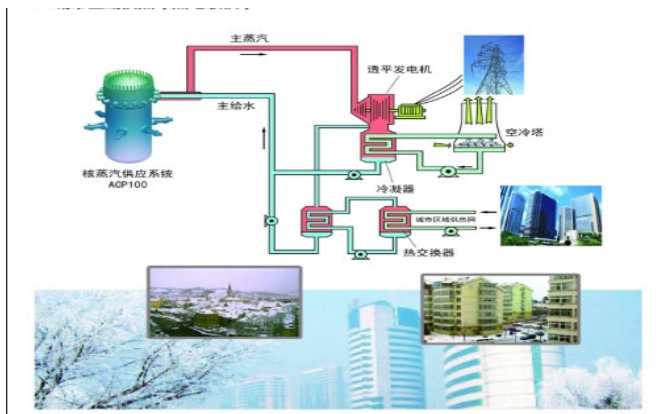 主蒸汽
透平发电机
主给水
空冷塔
核蒸汽供应系统
ACP100
冷凝器
城市区域供热网
热交换器